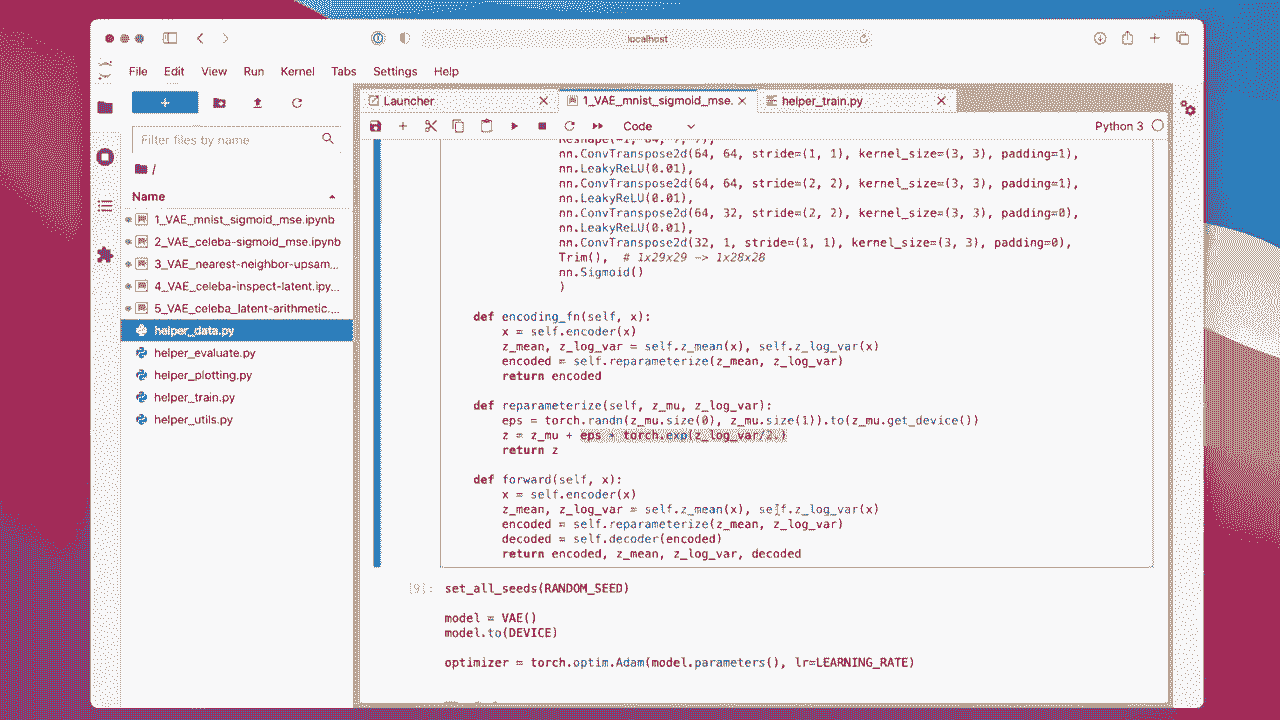 localhost
File Edit View Run Kernel Tabs Settings Help
Launcher
1_VAE_mnist_sigmoid_mse.
helper_train.py
Filter files by name
Code
Python 3
/
Name
1_VAE_mnist_sigmoid_mse.ipynb
2_VAE_celeba-sigmoid_mse.ipynb
3_VAE_nearest-neighbor-upsam...
4_VAE_celeba-inspect-latent.ipy...
5_VAE_celeba_latent-arithmetic....
helper_data.py
helper_evaluate.py
helper_plotting.py
helper_train.py
helper_utils.py
nn.ConvTranspose2d(64, 64, stride=(1, 1), kernel_size=(3, 3), padding=1),
nn.LeakyReLU(0.01),
nn.ConvTranspose2d(64, 64, stride=(2, 2), kernel_size=(3, 3), padding=1),
nn.LeakyReLU(0.01),
nn.ConvTranspose2d(64, 32, stride=(2, 2), kernel_size=(3, 3), padding=0),
nn.LeakyReLU(0.01),
nn.ConvTranspose2d(32, 1, stride=(1, 1), kernel_size=(3, 3), padding=0),
Trim(),  # 1x29x29 -> 1x28x28
nn.Sigmoid()
)
def encoding_fn(self, x):
x = self.encoder(x)
z_mean, z_log_var = self.z_mean(x), self.z_log_var(x)
encoded = self.reparameterize(z_mean, z_log_var)
return encoded
def reparameterize(self, z_mu, z_log_var):
eps = torch.randn(z_mu.size(0), z_mu.size(1)).to(z_mu.get_device())
z = z_mu + eps * torch.exp(z_log_var/2.)
return z
def forward(self, x):
x = self.encoder(x)
z_mean, z_log_var = self.z_mean(x), self.z_log_var(x)
encoded = self.reparameterize(z_mean, z_log_var)
decoded = self.decoder(encoded)
return encoded, z_mean, z_log_var, decoded
[9]: set_all_seeds(RANDOM_SEED)
model = VAE()
model.to(DEVICE)
optimizer = torch.optim.Adam(model.parameters(), lr=LEARNING_RATE)